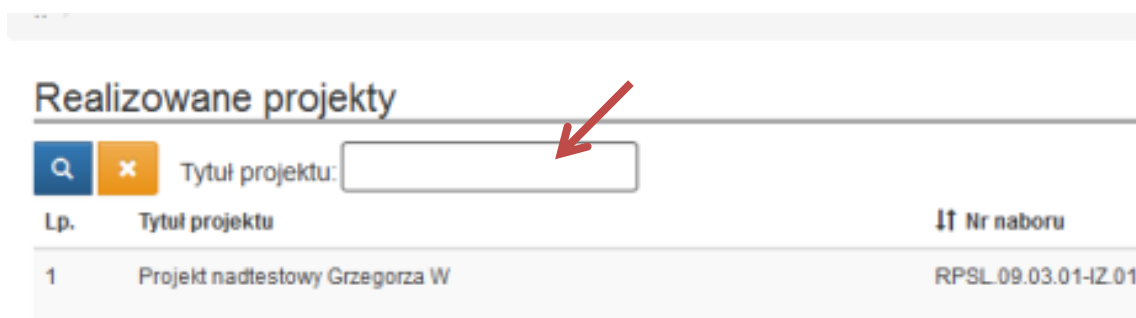 Realizowane projekty
Tytuł projektu:
Lp. Tytuł projektu Nr naboru
1 Projekt nadtestowy Grzegorza W RPSL.09.03.01-IZ.01